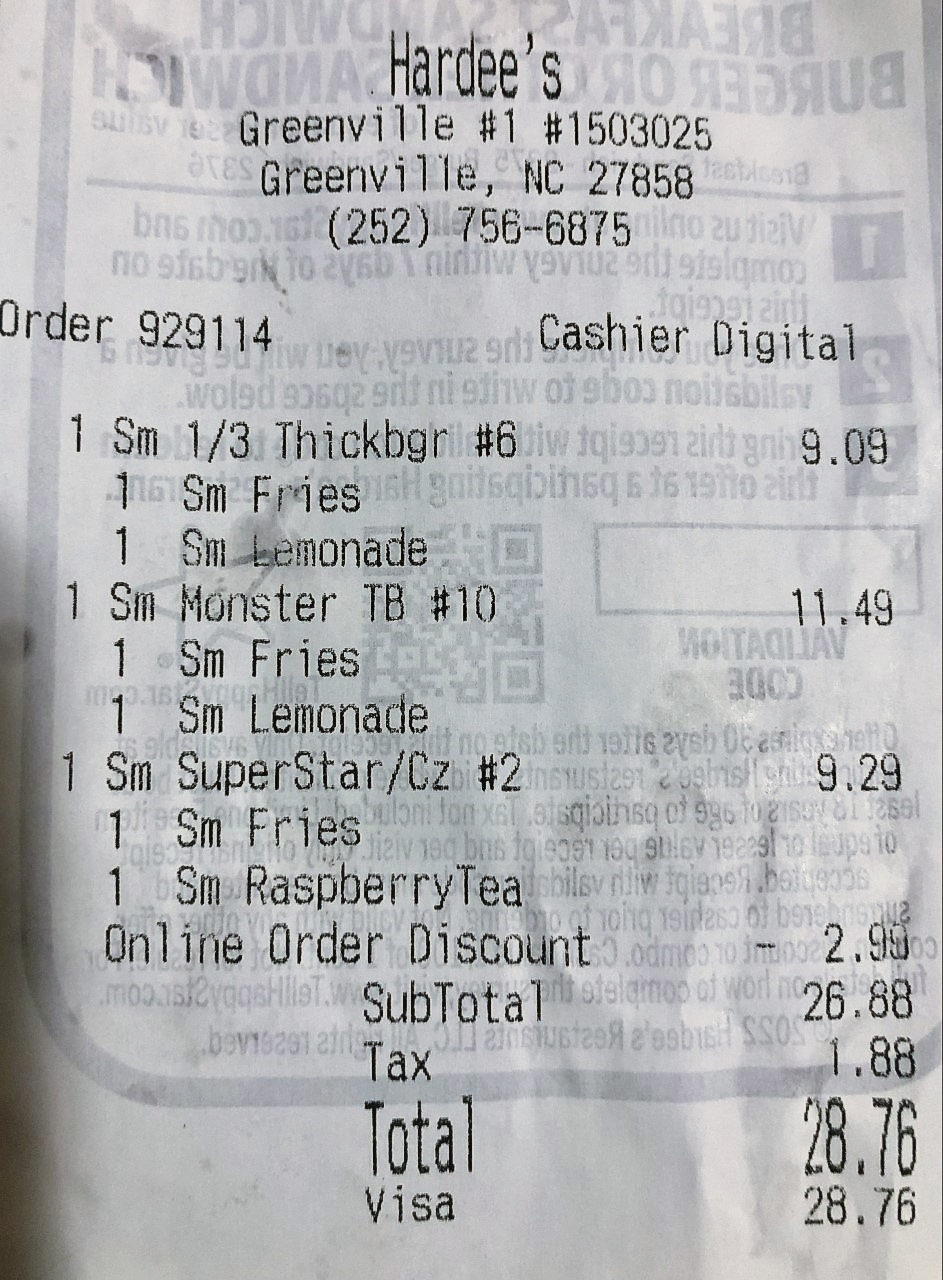 Hardee's
Greenville #1 #1503025
Greenville, NC 27858
(252) 756-6875
Order 929114 Cashier Digital
1 Sm 1/3 Thickbgr #6 9.09
1 Sm Fries
1 Sm Lemonade
1 Sm Monster TB #10 11.49
1 Sm Fries
1 Sm Lemonade
1 Sm SuperStar/Cz #2 9.29
1 Sm Fries
1 Sm RaspberryTea
Online Order Discount - 2.99
SubTotal 26.88
Tax 1.88
Total 28.76
Visa 28.76